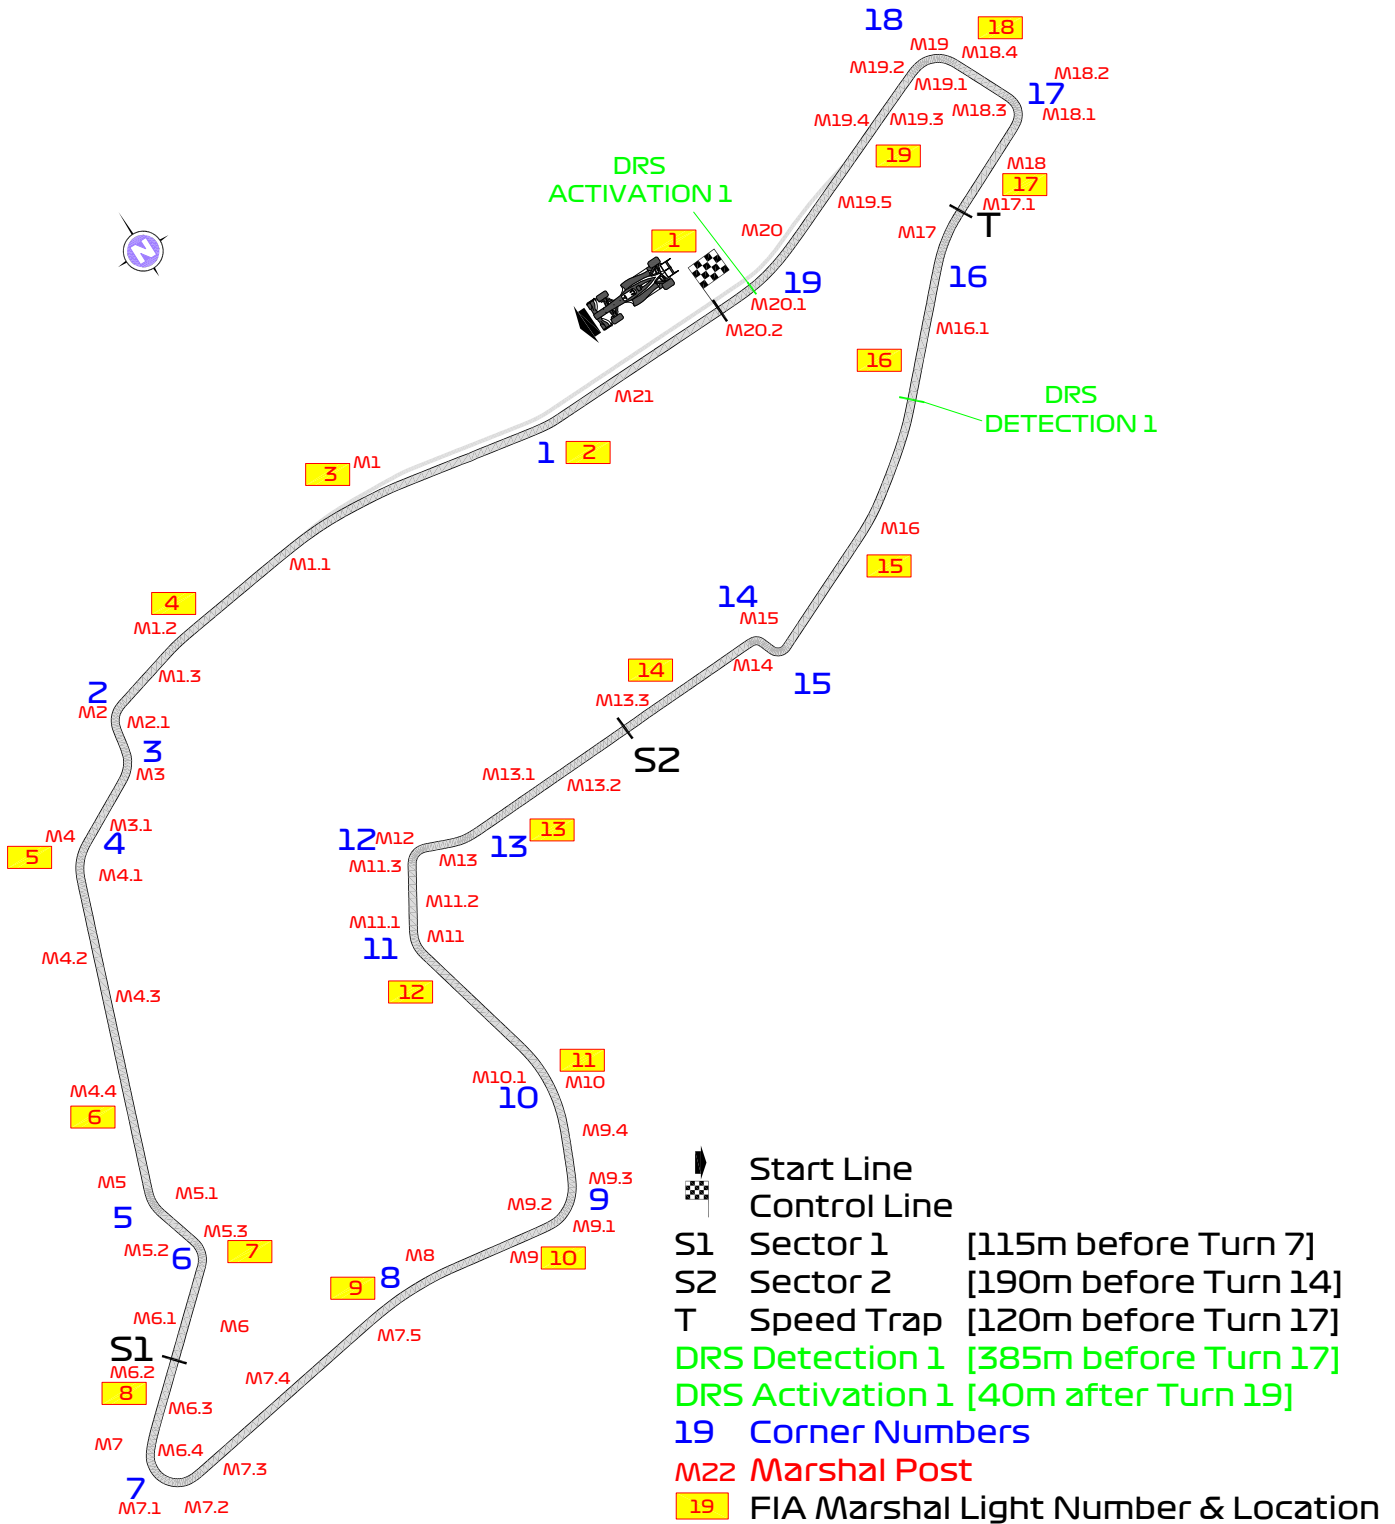 18
18
M19
M18.4
M19.2
M18.2
M19.1
17
M18.3
M18.1
M19.4
M19.3
19
DRS
ACTIVATION 1
M18
17
M17.1
M19.5
T
M20
M17
1
N
19
16
M20.1
M20.2
M16.1
16
DRS
DETECTION 1
M21
1
2
M1
3
M16
M1.1
15
14
4
M15
M1.2
M14
14
M1.3
15
2
M13.3
M2
M2.1
3
S2
M3
M13.1
M13.2
M3.1
M4
4
5
12
M12
13
13
M11.3
M13
M4.1
M11.2
M11.1
M11
11
M4.2
12
M4.3
11
M10.1
M10
M4.4
10
6
M9.4
M5
M5.1
M9.3
9
M9.2
5
M9.1
M5.3
M5.2
6
7
M8
M9
10
8
9
M6.1
M6
M7.5
S1
M6.2
M7.4
8
M6.3
M7
M6.4
M7.3
7
M7.1
M7.2
Start Line
Control Line
S1 Sector 1 [115m before Turn 7]
S2 Sector 2 [190m before Turn 14]
T Speed Trap [120m before Turn 17]
DRS Detection 1 [385m before Turn 17]
DRS Activation 1 [40m after Turn 19]
19 Corner Numbers
M22 Marshal Post
19 FIA Marshal Light Number & Location